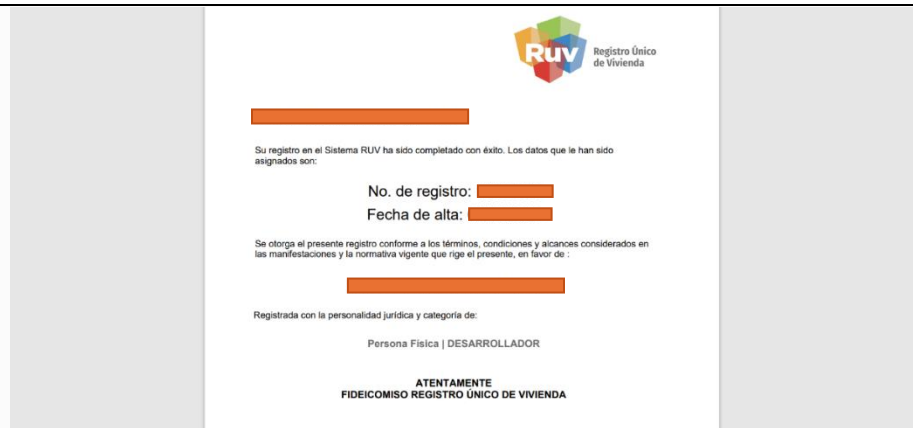 Ruv
Registro Único
de Vivienda
Su registro en el Sistema RUV ha sido completado con éxito. Los datos que le han sido
asignados son:
No. de registro:
Fecha de alta:
Se otorga el presente registro conforme a los términos, condiciones y alcances considerados en
las manifestaciones y la normativa vigente que rige el presente, en favor de :
Registrada con la personalidad jurídica y categoría de:
Persona Física | DESARROLLADOR
ATENTAMENTE
FIDEICOMISO REGISTRO ÚNICO DE VIVIENDA